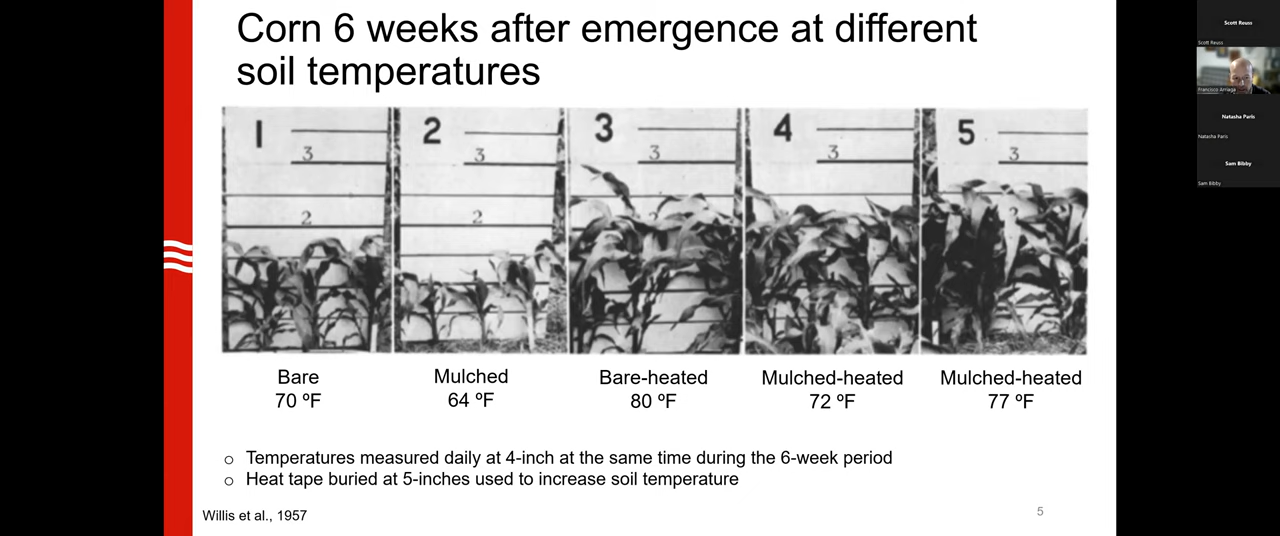 Corn 6 weeks after emergence at different
soil temperatures
1
3
2
2
3
2
3
3
2
4
3
5
3
2
Bare
70 ºF
Mulched
64 ºF
Bare-heated
80 ºF
Mulched-heated
72 ºF
Mulched-heated
77 ºF
o Temperatures measured daily at 4-inch at the same time during the 6-week period
o Heat tape buried at 5-inches used to increase soil temperature
Willis et al., 1957
5
Scott Reuss
Scott Reuss
Francisco Arriaga
Natasha Paris
Natasha Paris
Sam Bibby
Sam Bibby